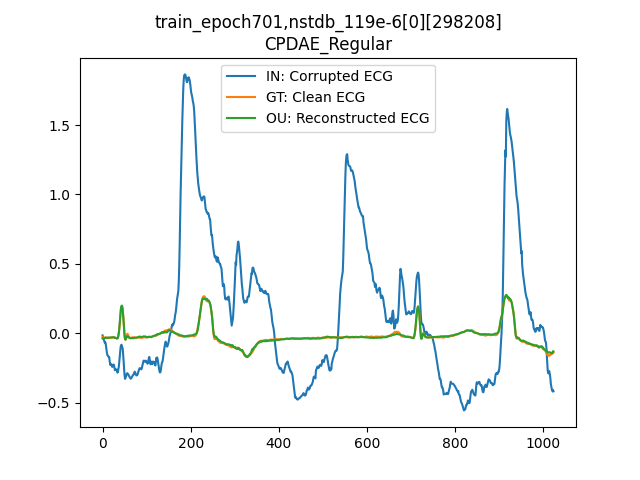 train_epoch701,nstdb_119e-6[0][298208]
CPDAE_Regular
IN: Corrupted ECG
GT: Clean ECG
OU: Reconstructed ECG
1.5
1.0
0.5
0.0
−0.5
0 200 400 600 800 1000